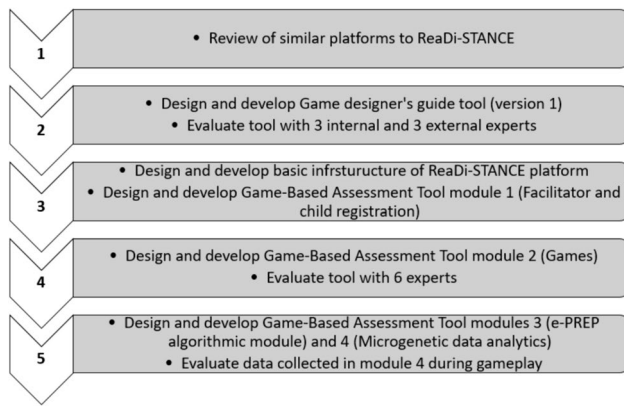 1
• Review of similar platforms to ReaDi-STANCE
2
• Design and develop Game designer's guide tool (version 1)
• Evaluate tool with 3 internal and 3 external experts
3
• Design and develop basic infrsturucture of ReaDi-STANCE platform
• Design and develop Game-Based Assessment Tool module 1 (Facilitator and
child registration)
4
• Design and develop Game-Based Assessment Tool module 2 (Games)
• Evaluate tool with 6 experts
5
• Design and develop Game-Based Assessment Tool modules 3 (e-PREP
algorithmic module) and 4 (Microgenetic data analytics)
• Evaluate data collected in module 4 during gameplay